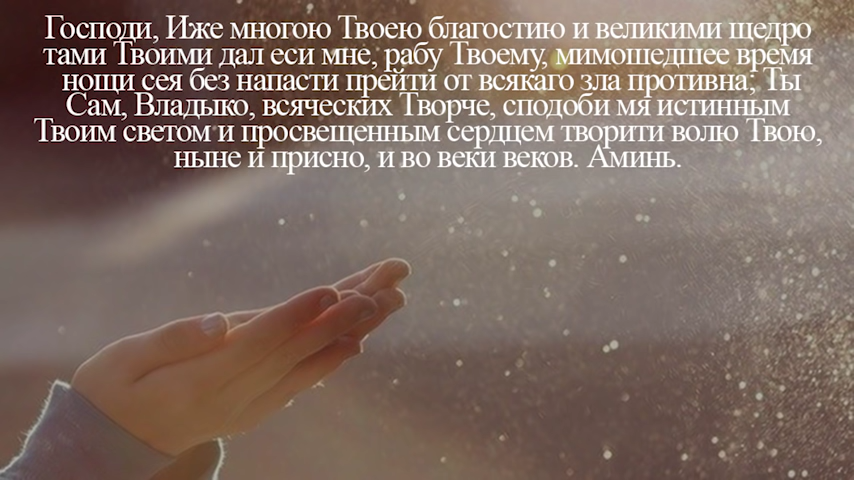 Господи, Иже многою Твоею благостию и великими щедро
тами Твоими дал еси мне, рабу Твоему, мимошедшее время
нощи сея без напасти прейти от всякаго зла противна; Ты
Сам, Владыко, всяческих Творче, сподоби мя истинным
Твоим светом и просвещенным сердцем творити волю Твою,
ныне и присно, и во веки веков. Аминь.